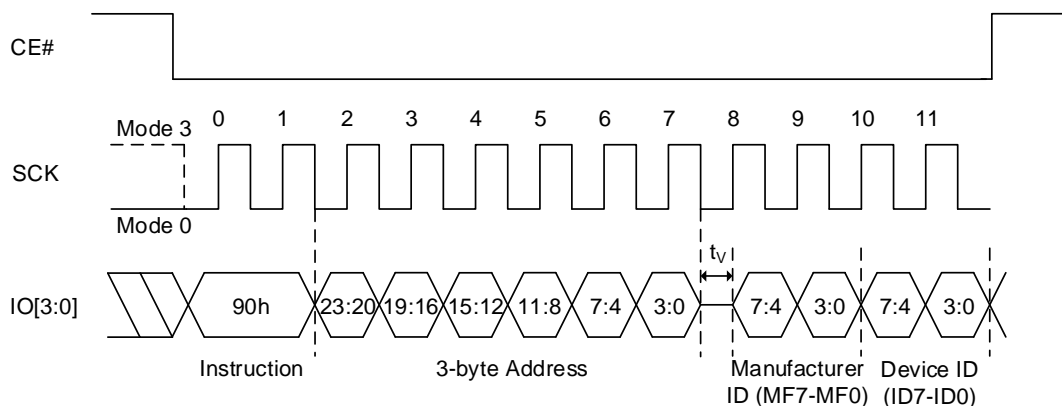 CE#
0 1 2 3 4 5 6 7 8 9 10 11
Mode 3
SCK
Mode 0
tV
IO[3:0] 90h 23:20 19:16 15:12 11:8 7:4 3:0 7:4 3:0 7:4 3:0
Instruction 3-byte Address Manufacturer Device ID
ID (MF7-MF0) (ID7-ID0)